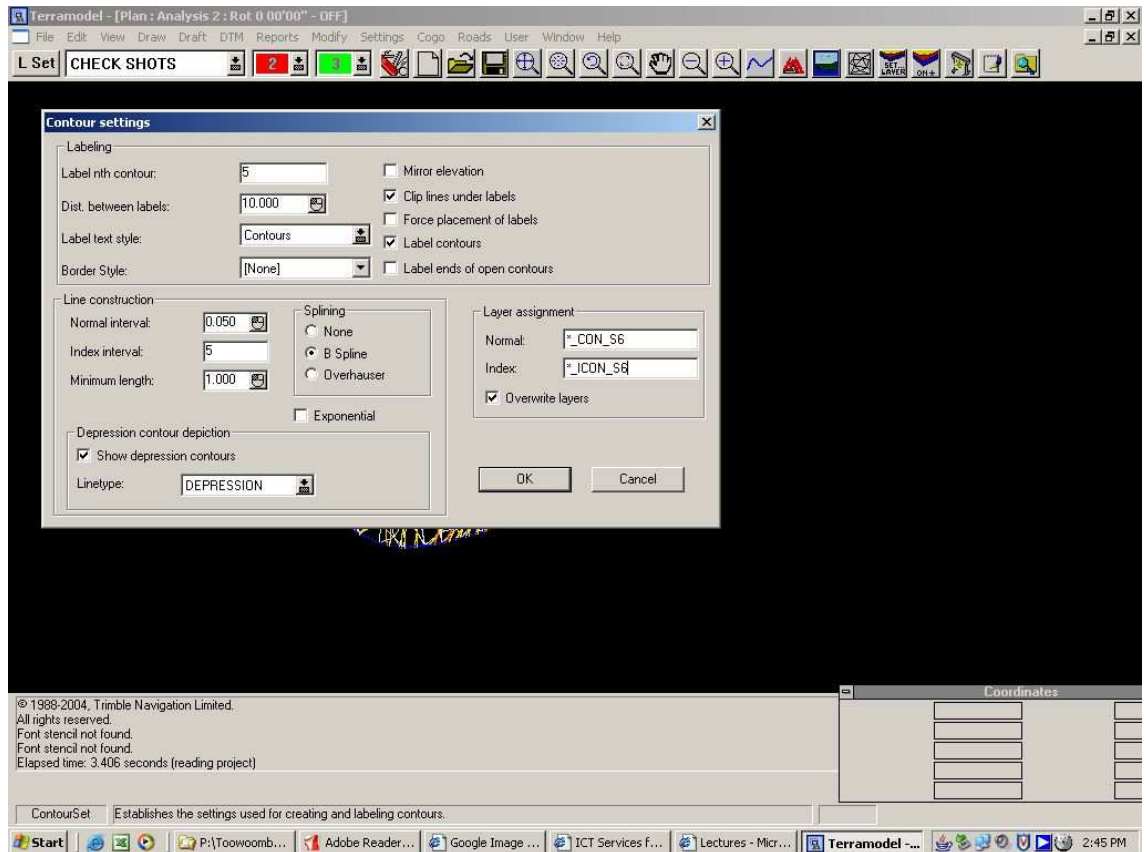 Terramodel - [Plan : Analysis 2 : Rot 0 00'00" - OFF]
File Edit View Draw Draft DTM Reports Modify Settings Cogo Roads User Window Help
L Set CHECK SHOTS 2 3 SET... LAYER ON *
Contour settings
Labeling
Label nth contour: 5
Mirror elevation
Dist. between labels: 10.000
Clip lines under labels
Force placement of labels
Label text style: Contours
Label contours
Border Style: [None]
Label ends of open contours
Line construction
Normal interval: 0.050
Index interval: 5
Minimum length: 1.000
Splining
None
B Spline
Overhauser
Exponential
Layer assignment
Normal: *_CON_S6
Index: *_ICON_S6
Overwrite layers
Depression contour depiction
Show depression contours
Linetype: DEPRESSION
OK Cancel
© 1988-2004, Trimble Navigation Limited.
All rights reserved.
Font stencil not found.
Font stencil not found.
Elapsed time: 3.406 seconds (reading project)
Coordinates
ContourSet Establishes the settings used for creating and labeling contours.
Start P:\Toowoomb... Adobe Reader... Google Image ... ICT Services f... Lectures - Micr... Terramodel -... 2:45 PM